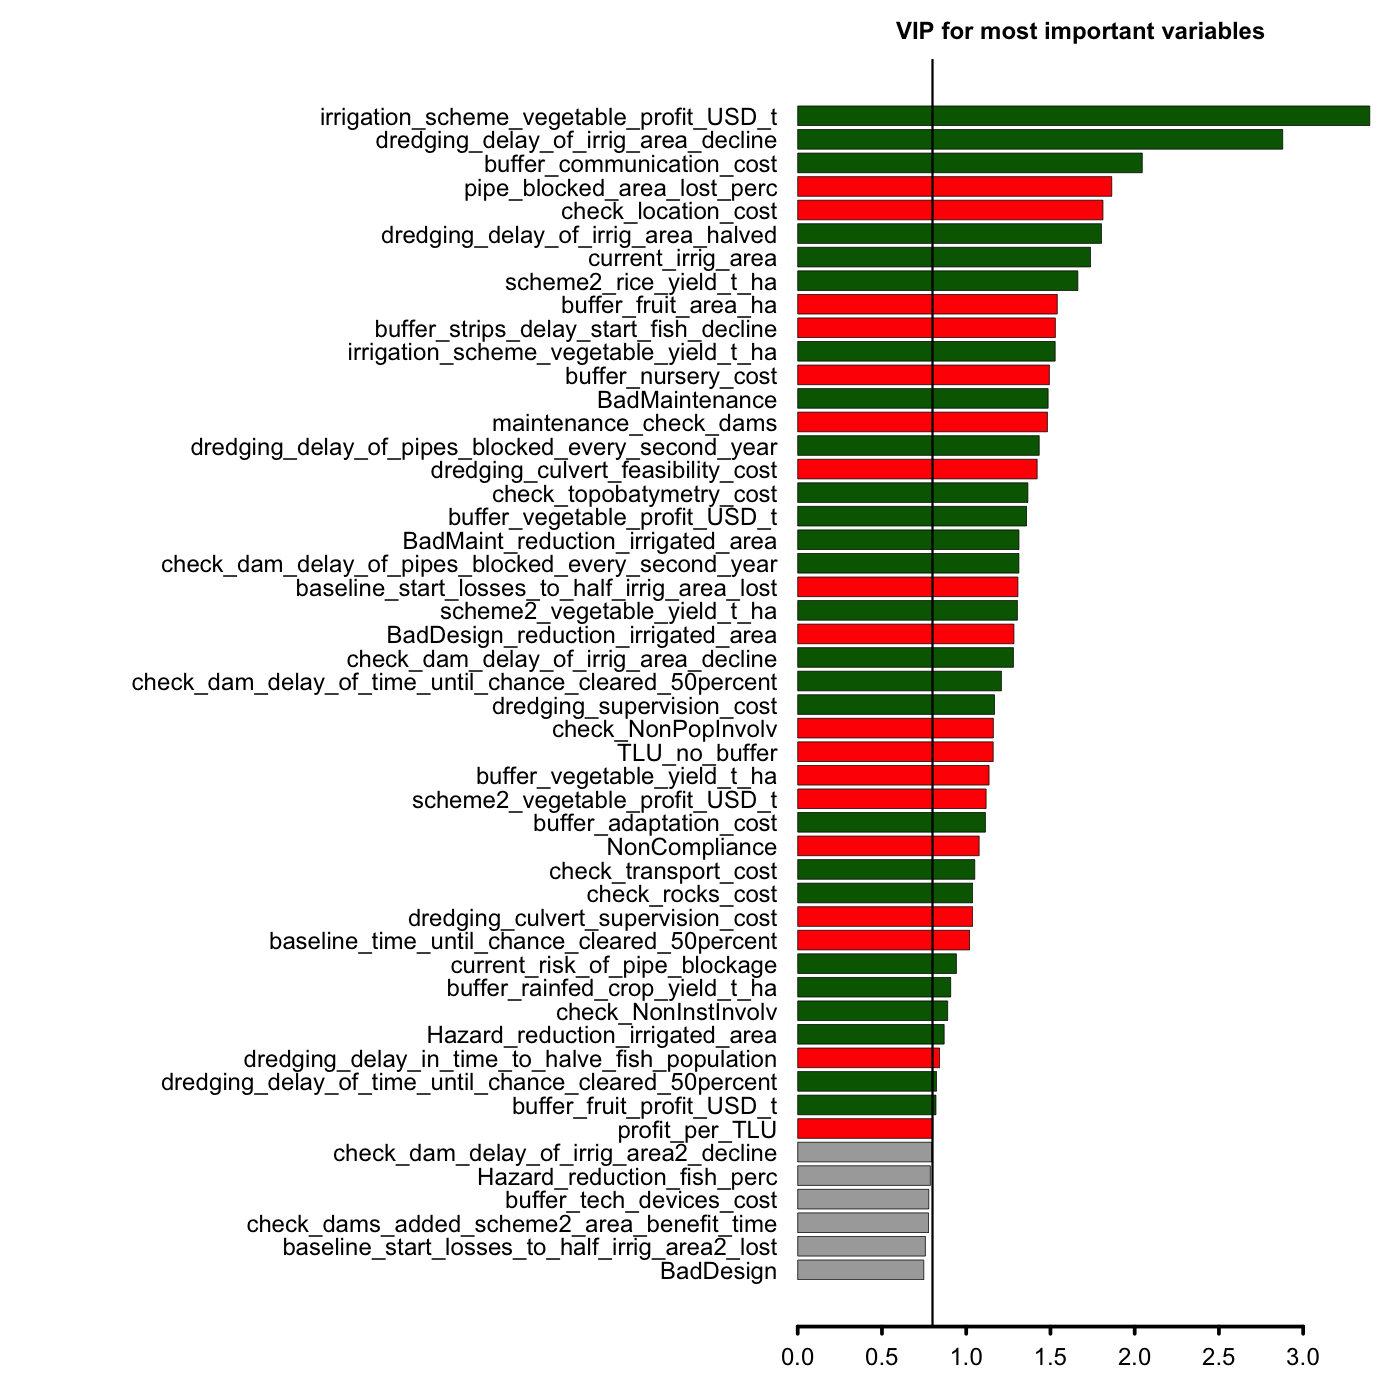 VIP for most important variables
irrigation_scheme_vegetable_profit_USD_t
dredging_delay_of_irrig_area_decline
buffer_communication_cost
pipe_blocked_area_lost_perc
check_location_cost
dredging_delay_of_irrig_area_halved
current_irrig_area
scheme2_rice_yield_t_ha
buffer_fruit_area_ha
buffer_strips_delay_start_fish_decline
irrigation_scheme_vegetable_yield_t_ha
buffer_nursery_cost
BadMaintenance
maintenance_check_dams
dredging_delay_of_pipes_blocked_every_second_year
dredging_culvert_feasibility_cost
check_topobatymetry_cost
buffer_vegetable_profit_USD_t
BadMaint_reduction_irrigated_area
check_dam_delay_of_pipes_blocked_every_second_year
baseline_start_losses_to_half_irrig_area_lost
scheme2_vegetable_yield_t_ha
BadDesign_reduction_irrigated_area
check_dam_delay_of_irrig_area_decline
check_dam_delay_of_time_until_chance_cleared_50percent
dredging_supervision_cost
check_NonPopInvolv
TLU_no_buffer
buffer_vegetable_yield_t_ha
scheme2_vegetable_profit_USD_t
buffer_adaptation_cost
NonCompliance
check_transport_cost
check_rocks_cost
dredging_culvert_supervision_cost
baseline_time_until_chance_cleared_50percent
current_risk_of_pipe_blockage
buffer_rainfed_crop_yield_t_ha
check_NonInstInvolv
Hazard_reduction_irrigated_area
dredging_delay_in_time_to_halve_fish_population
dredging_delay_of_time_until_chance_cleared_50percent
buffer_fruit_profit_USD_t
profit_per_TLU
check_dam_delay_of_irrig_area2_decline
Hazard_reduction_fish_perc
buffer_tech_devices_cost
check_dams_added_scheme2_area_benefit_time
baseline_start_losses_to_half_irrig_area2_lost
BadDesign
0.0 0.5 1.0 1.5 2.0 2.5 3.0